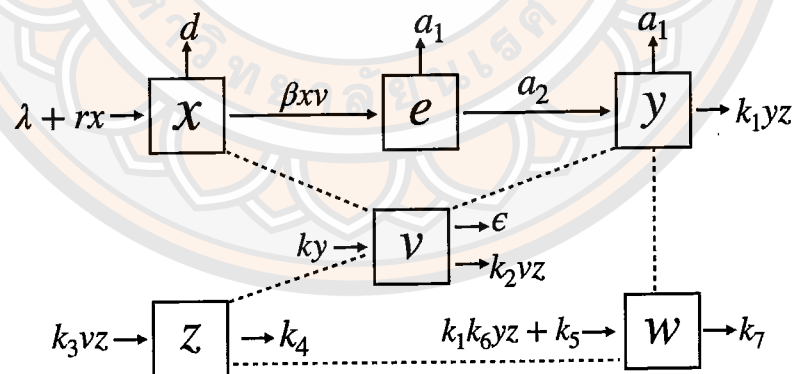 d a₁ a₁
λ + rx x βxv e a₂ y k₁yz
ky v ϵ
k₂vz
k₃vz z k₄ k₁k₆yz + k₅ w k₇